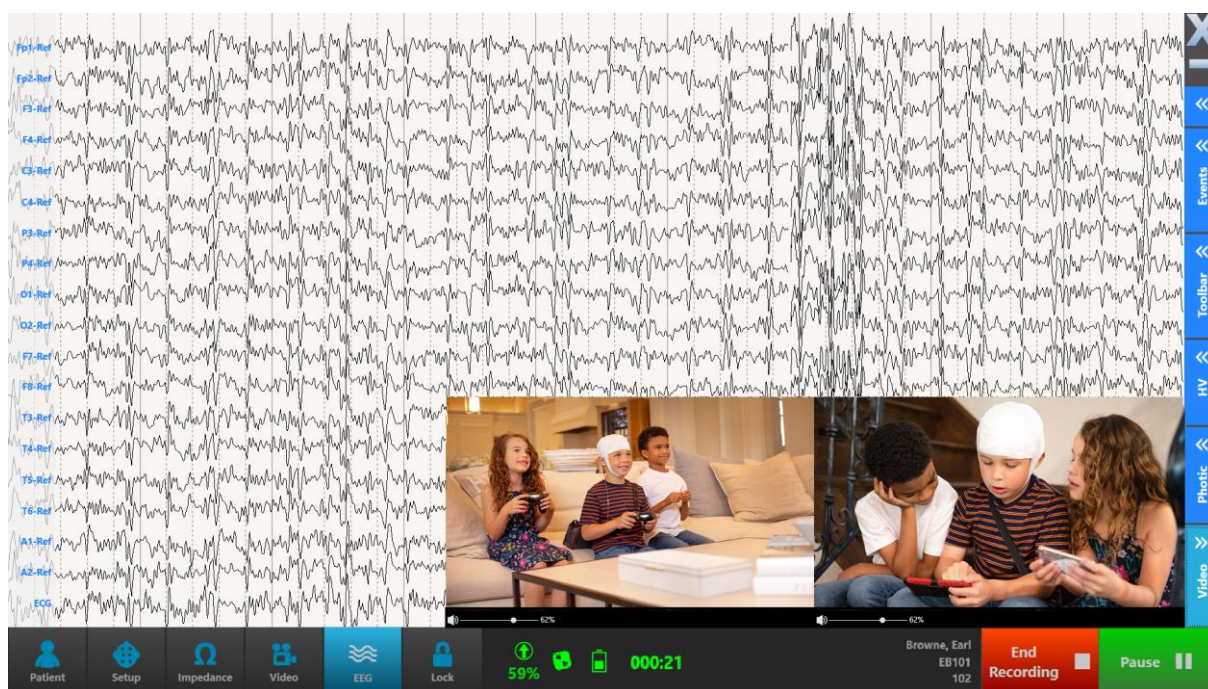 Fp1-Ref
Fp2-Ref
F3-Ref
F4-Ref
C3-Ref
C4-Ref
P3-Ref
P4-Ref
O1-Ref
O2-Ref
F7-Ref
F8-Ref
T3-Ref
T4-Ref
T5-Ref
T6-Ref
A1-Ref
A2-Ref
ECG
Events
Toolbar
HV
Photic
Video
62%
62%
Patient
Setup
Impedance
Video
EEG
Lock
59%
000:21
Browne, Earl
EB101
102
End
Recording
Pause